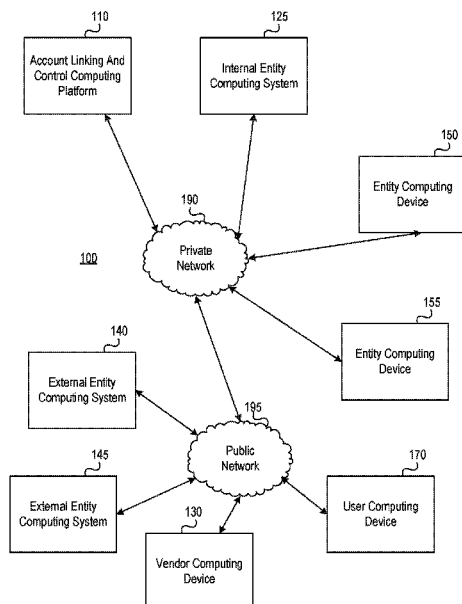 110
Account Linking And
Control Computing
Platform
125
Internal Entity
Computing System
150
Entity Computing
Device
190
Private
Network
100
155
Entity Computing
Device
140
External Entity
Computing System
195
Public
Network
145
External Entity
Computing System
170
User Computing
Device
130
Vendor Computing
Device